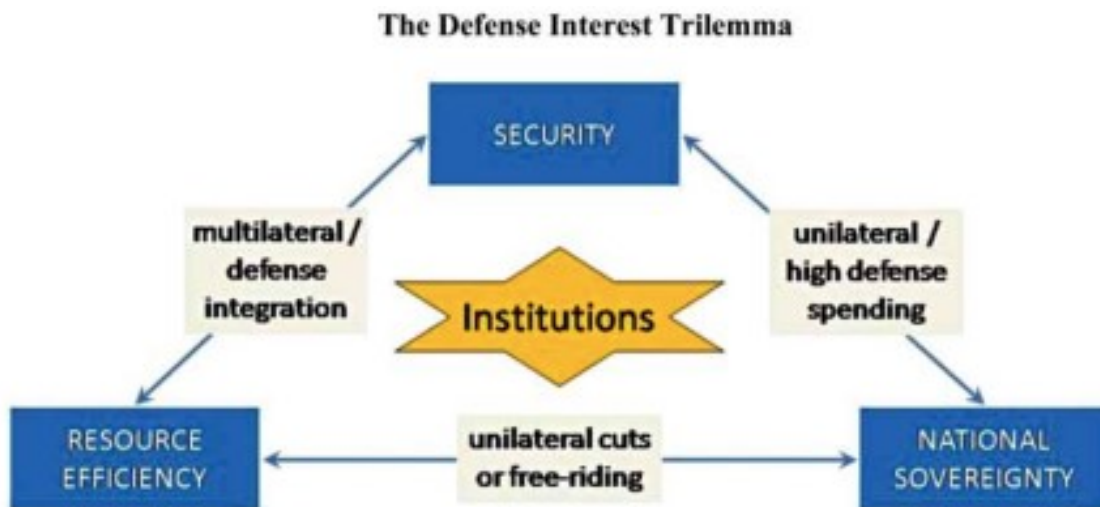 The Defense Interest Trilemma
SECURITY
multilateral /
defense
integration
unilateral /
high defense
spending
Institutions
RESOURCE
EFFICIENCY
unilateral cuts
or free-riding
NATIONAL
SOVEREIGNTY